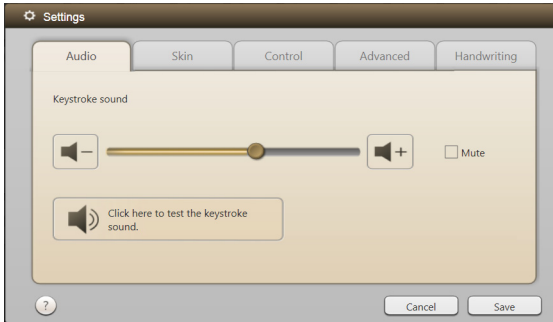 Settings
Audio Skin Control Advanced Handwriting
Keystroke sound
− + Mute
Click here to test the keystroke
sound.
? Cancel Save